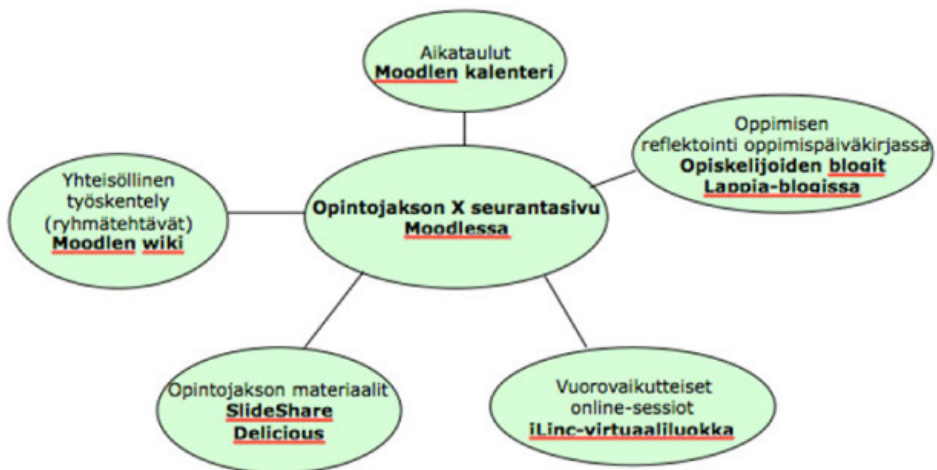 Aikataulut
Moodlen kalenteri
Oppimisen
reflektointi oppimispäiväkirjassa
Opiskelijoiden blogit
Lappia-blogissa
Yhteisöllinen
työskentely
(ryhmätehtävät)
Moodlen wiki
Opintojakson X seurantasivu
Moodlessa
Opintojakson materiaalit
SlideShare
Delicious
Vuorovaikutteiset
online-sessiot
iLinc-virtuaaliluokka